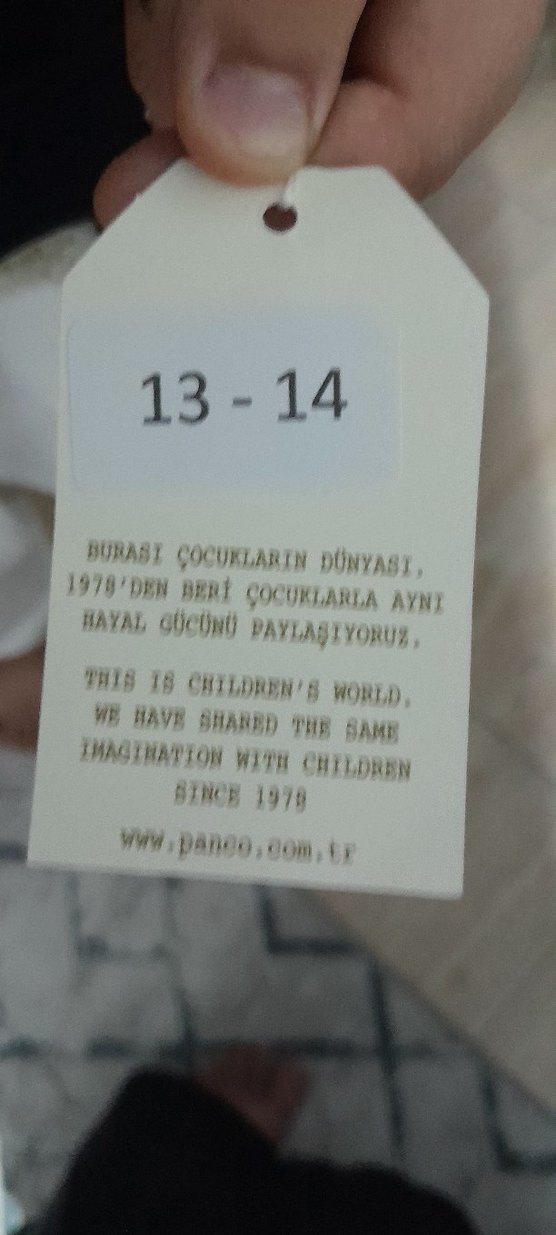 13 - 14
BURASI ÇOCUKLARIN DÜNYASI.
1978'DEN BERİ ÇOCUKLARLA AYNI
HAYAL GÜCÜNÜ PAYLAŞIYORUZ.
THIS IS CHILDREN'S WORLD.
WE HAVE SHARED THE SAME
IMAGINATION WITH CHILDREN
SINCE 1978
www.panco.com.tr